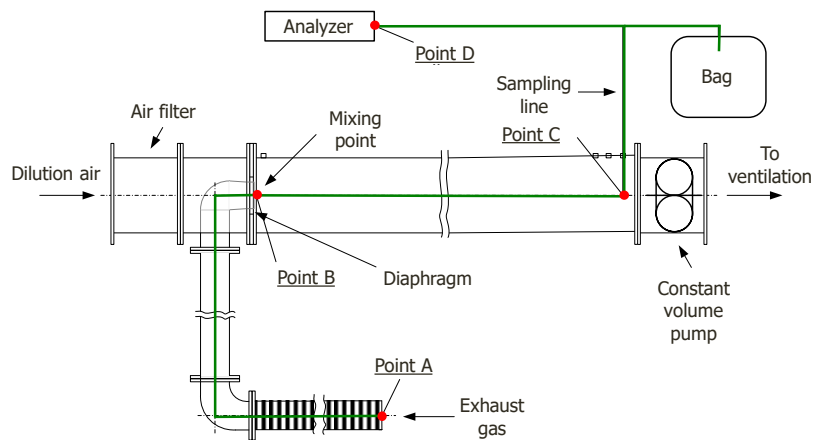 Analyzer
Point D
Bag
Sampling
line
Air filter
Mixing
point
Point C
Dilution air
To
ventilation
Point B
Diaphragm
Constant
volume
pump
Point A
Exhaust
gas